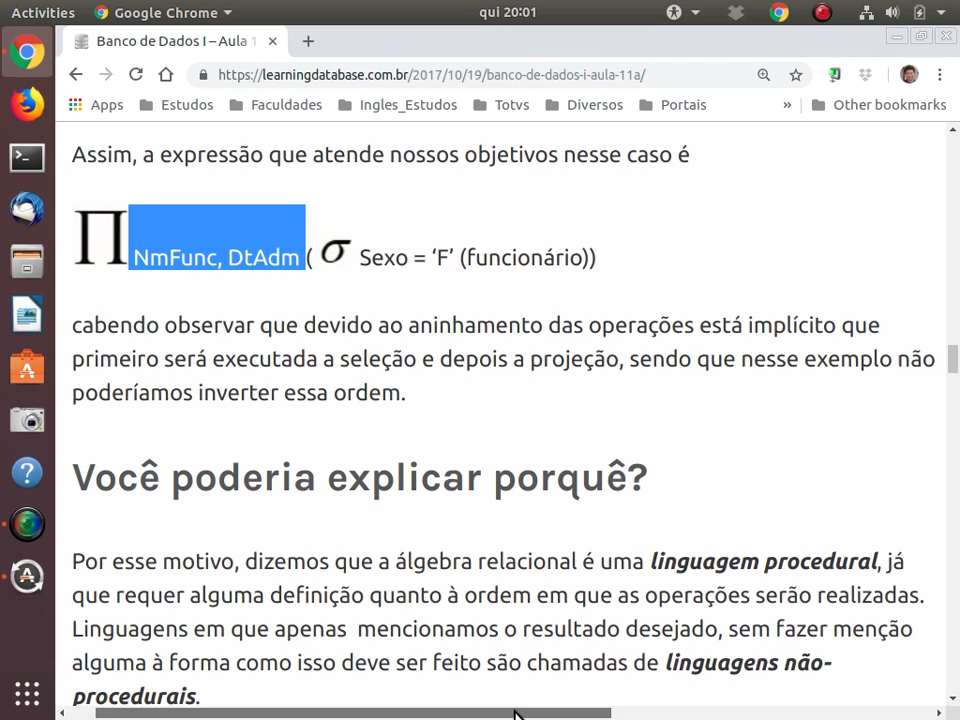 Activities Google Chrome qui 20:01
Banco de Dados I – Aula 1
https://learningdatabase.com.br/2017/10/19/banco-de-dados-i-aula-11a/
Apps Estudos Faculdades Ingles_Estudos Totvs Diversos Portais » Other bookmarks
Assim, a expressão que atende nossos objetivos nesse caso é
∏ NmFunc, DtAdm ( σ Sexo = ‘F’ (funcionário))
cabendo observar que devido ao aninhamento das operações está implícito que
primeiro será executada a seleção e depois a projeção, sendo que nesse exemplo não
poderíamos inverter essa ordem.
Você poderia explicar porquê?
Por esse motivo, dizemos que a álgebra relacional é uma linguagem procedural, já
que requer alguma definição quanto à ordem em que as operações serão realizadas.
Linguagens em que apenas mencionamos o resultado desejado, sem fazer menção
alguma à forma como isso deve ser feito são chamadas de linguagens não-
procedurais.